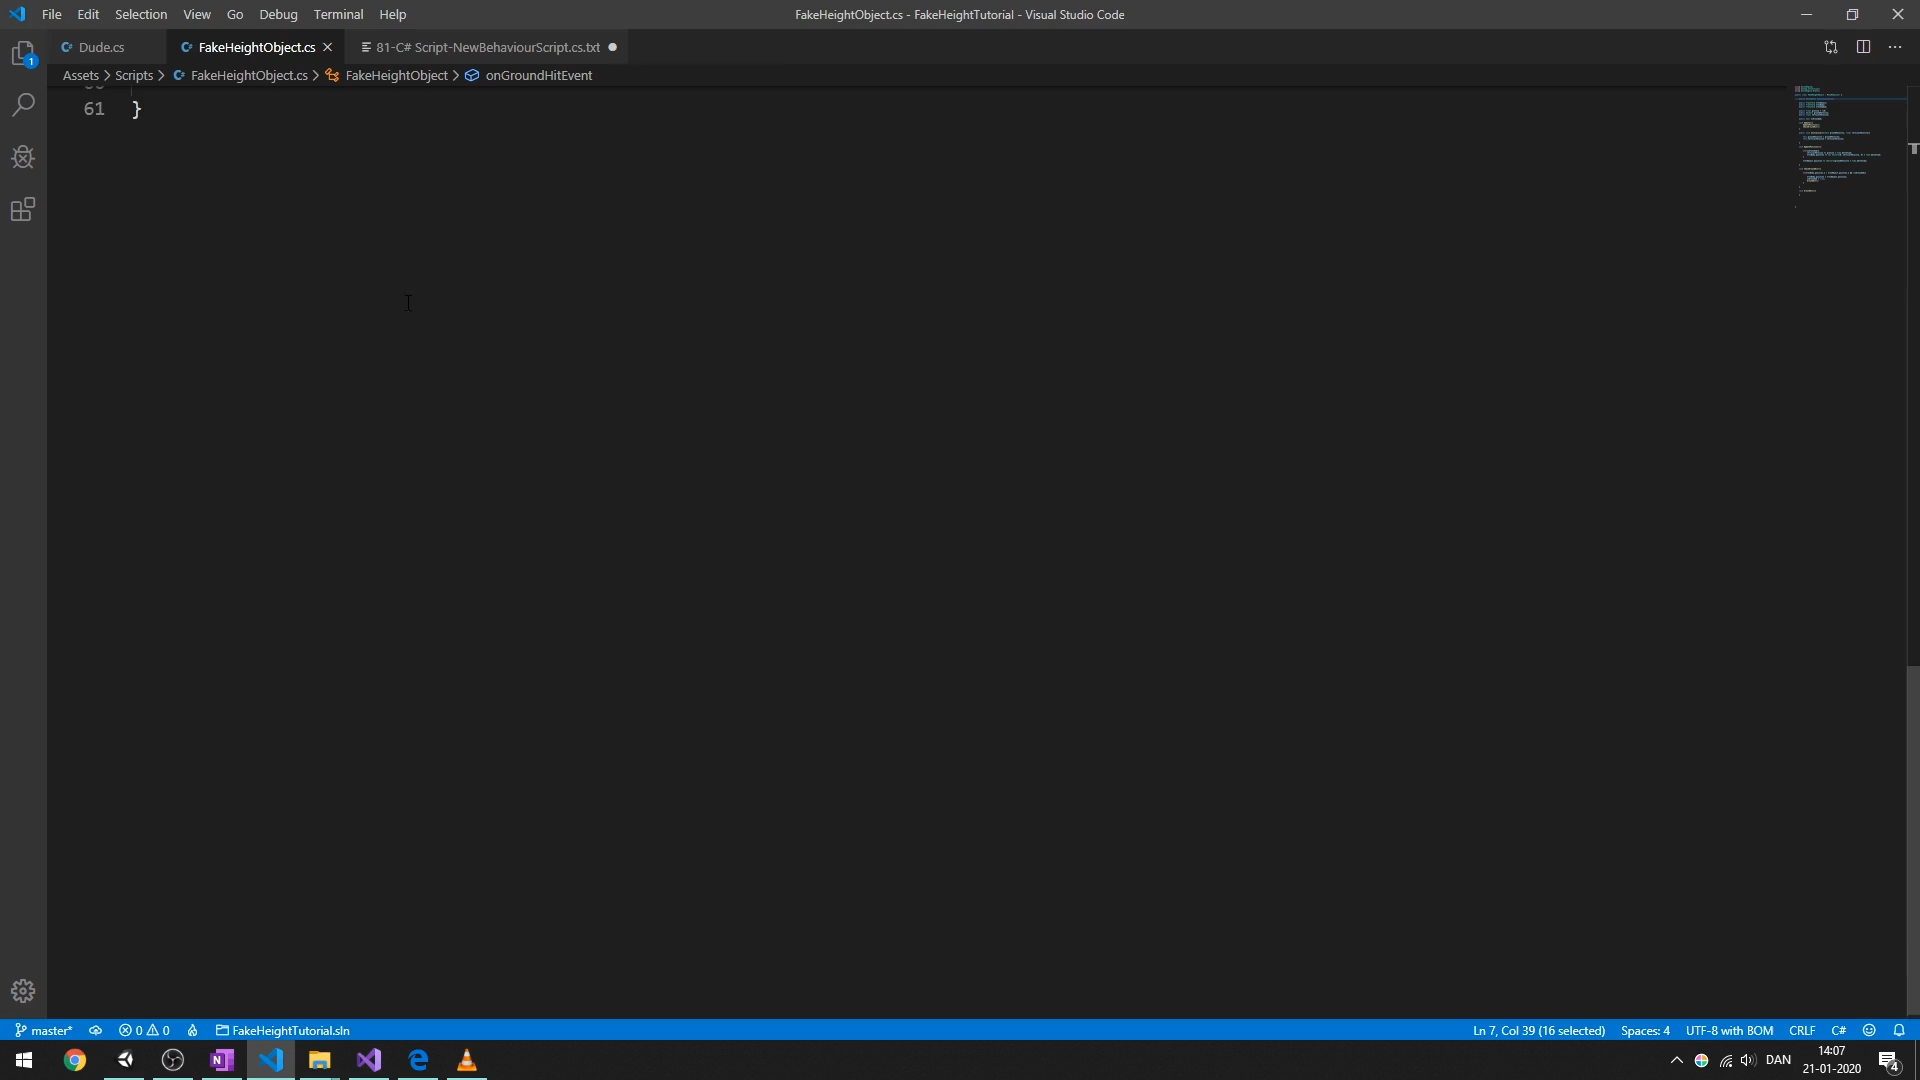 File Edit Selection View Go Debug Terminal Help
FakeHeightObject.cs - FakeHeightTutorial - Visual Studio Code
Dude.cs
FakeHeightObject.cs
81-C# Script-NewBehaviourScript.cs.txt
Assets > Scripts > FakeHeightObject.cs > FakeHeightObject > onGroundHitEvent
61 }
1
master*
0 0
FakeHeightTutorial.sln
Ln 7, Col 39 (16 selected) Spaces: 4 UTF-8 with BOM CRLF C#
DAN
14:07
21-01-2020
4